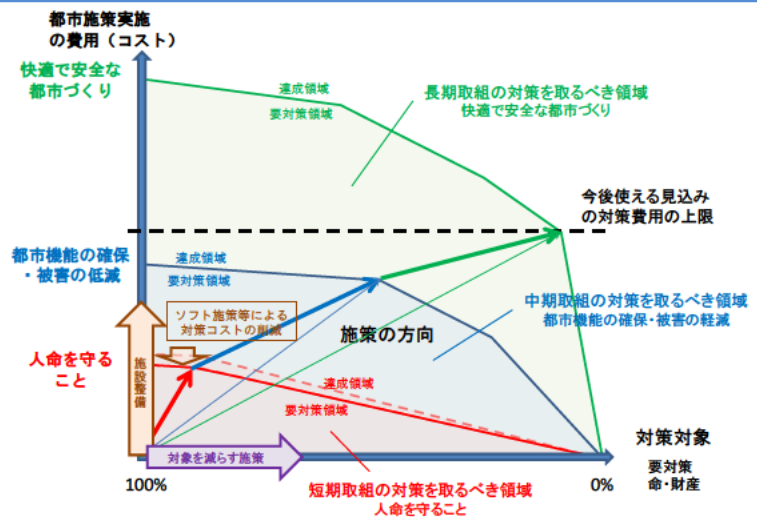 都市施策実施
の費用（コスト）
快適で安全な
都市づくり
達成領域
要対策領域
長期取組の対策を取るべき領域
快適で安全な都市づくり
今後使える見込み
の対策費用の上限
都市機能の確保
・被害の低減
達成領域
要対策領域
ソフト施策等による
対策コストの削減
中期取組の対策を取るべき領域
都市機能の確保・被害の軽減
施策の方向
人命を守る
こと
施設整備
達成領域
要対策領域
対象を減らす施策
対策対象
要対策
命・財産
100%
0%
短期取組の対策を取るべき領域
人命を守ること